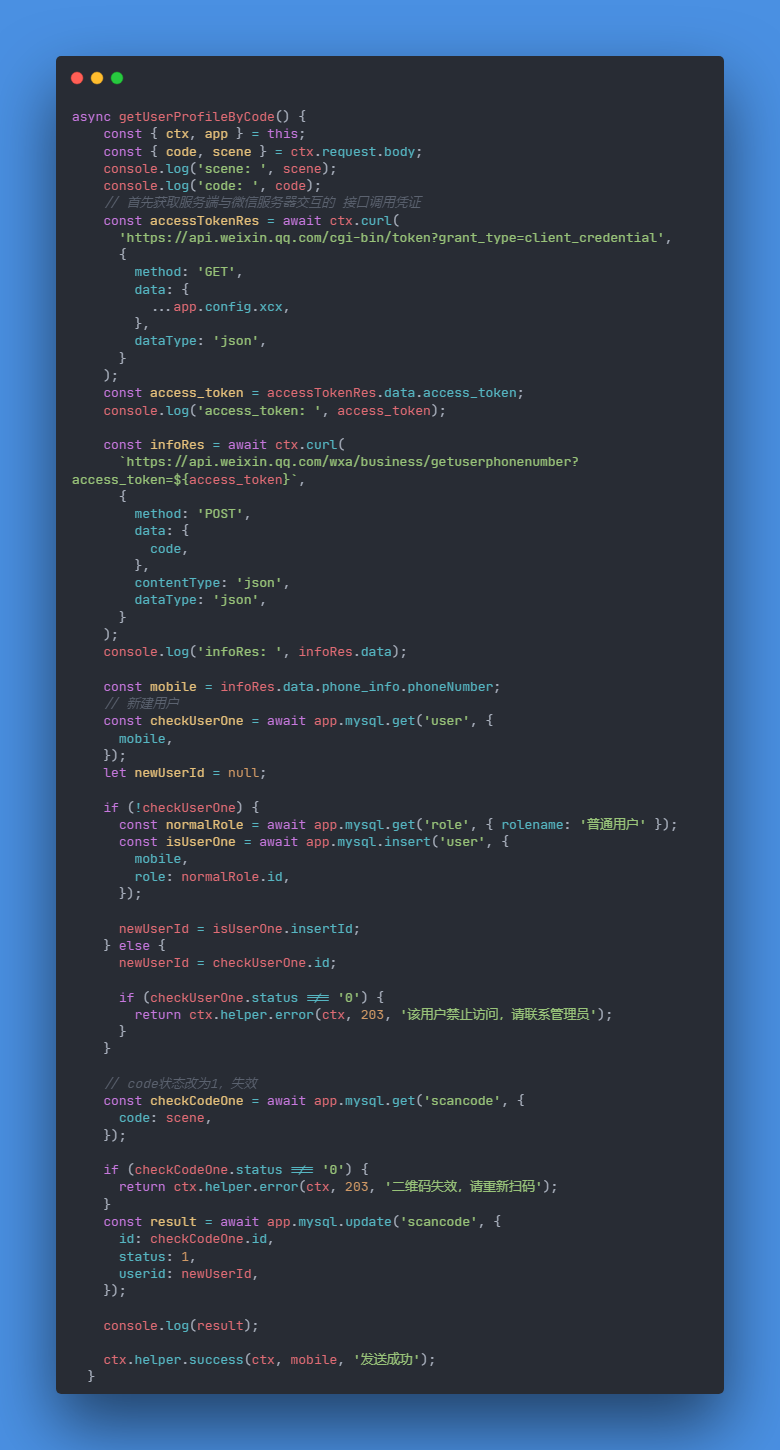 async getUserProfileByCode() {
    const { ctx, app } = this;
    const { code, scene } = ctx.request.body;
    console.log('scene: ', scene);
    console.log('code: ', code);
    // 首先获取服务端与微信服务器交互的 接口调用凭证
    const accessTokenRes = await ctx.curl(
      'https://api.weixin.qq.com/cgi-bin/token?grant_type=client_credential',
      {
        method: 'GET',
        data: {
          ...app.config.xcx,
        },
        dataType: 'json',
      }
    );
    const access_token = accessTokenRes.data.access_token;
    console.log('access_token: ', access_token);

    const infoRes = await ctx.curl(
      `https://api.weixin.qq.com/wxa/business/getuserphonenumber?
access_token=${access_token}`,
      {
        method: 'POST',
        data: {
          code,
        },
        contentType: 'json',
        dataType: 'json',
      }
    );
    console.log('infoRes: ', infoRes.data);

    const mobile = infoRes.data.phone_info.phoneNumber;
    // 新建用户
    const checkUserOne = await app.mysql.get('user', {
      mobile,
    });
    let newUserId = null;

    if (!checkUserOne) {
      const normalRole = await app.mysql.get('role', { rolename: '普通用户' });
      const isUserOne = await app.mysql.insert('user', {
        mobile,
        role: normalRole.id,
      });

      newUserId = isUserOne.insertId;
    } else {
      newUserId = checkUserOne.id;

      if (checkUserOne.status !== '0') {
        return ctx.helper.error(ctx, 203, '该用户禁止访问，请联系管理员');
      }
    }

    // code状态改为1，失效
    const checkCodeOne = await app.mysql.get('scancode', {
      code: scene,
    });

    if (checkCodeOne.status !== '0') {
      return ctx.helper.error(ctx, 203, '二维码失效，请重新扫码');
    }
    const result = await app.mysql.update('scancode', {
      id: checkCodeOne.id,
      status: 1,
      userid: newUserId,
    });

    console.log(result);

    ctx.helper.success(ctx, mobile, '发送成功');
  }